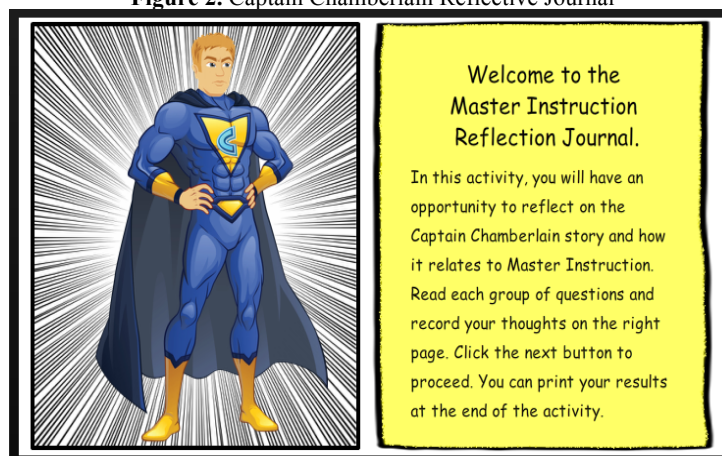 Figure 2. Captain Chamberlain Reflective Journal
C
Welcome to the
Master Instruction
Reflection Journal.
In this activity, you will have an
opportunity to reflect on the
Captain Chamberlain story and how
it relates to Master Instruction.
Read each group of questions and
record your thoughts on the right
page. Click the next button to
proceed. You can print your results
at the end of the activity.